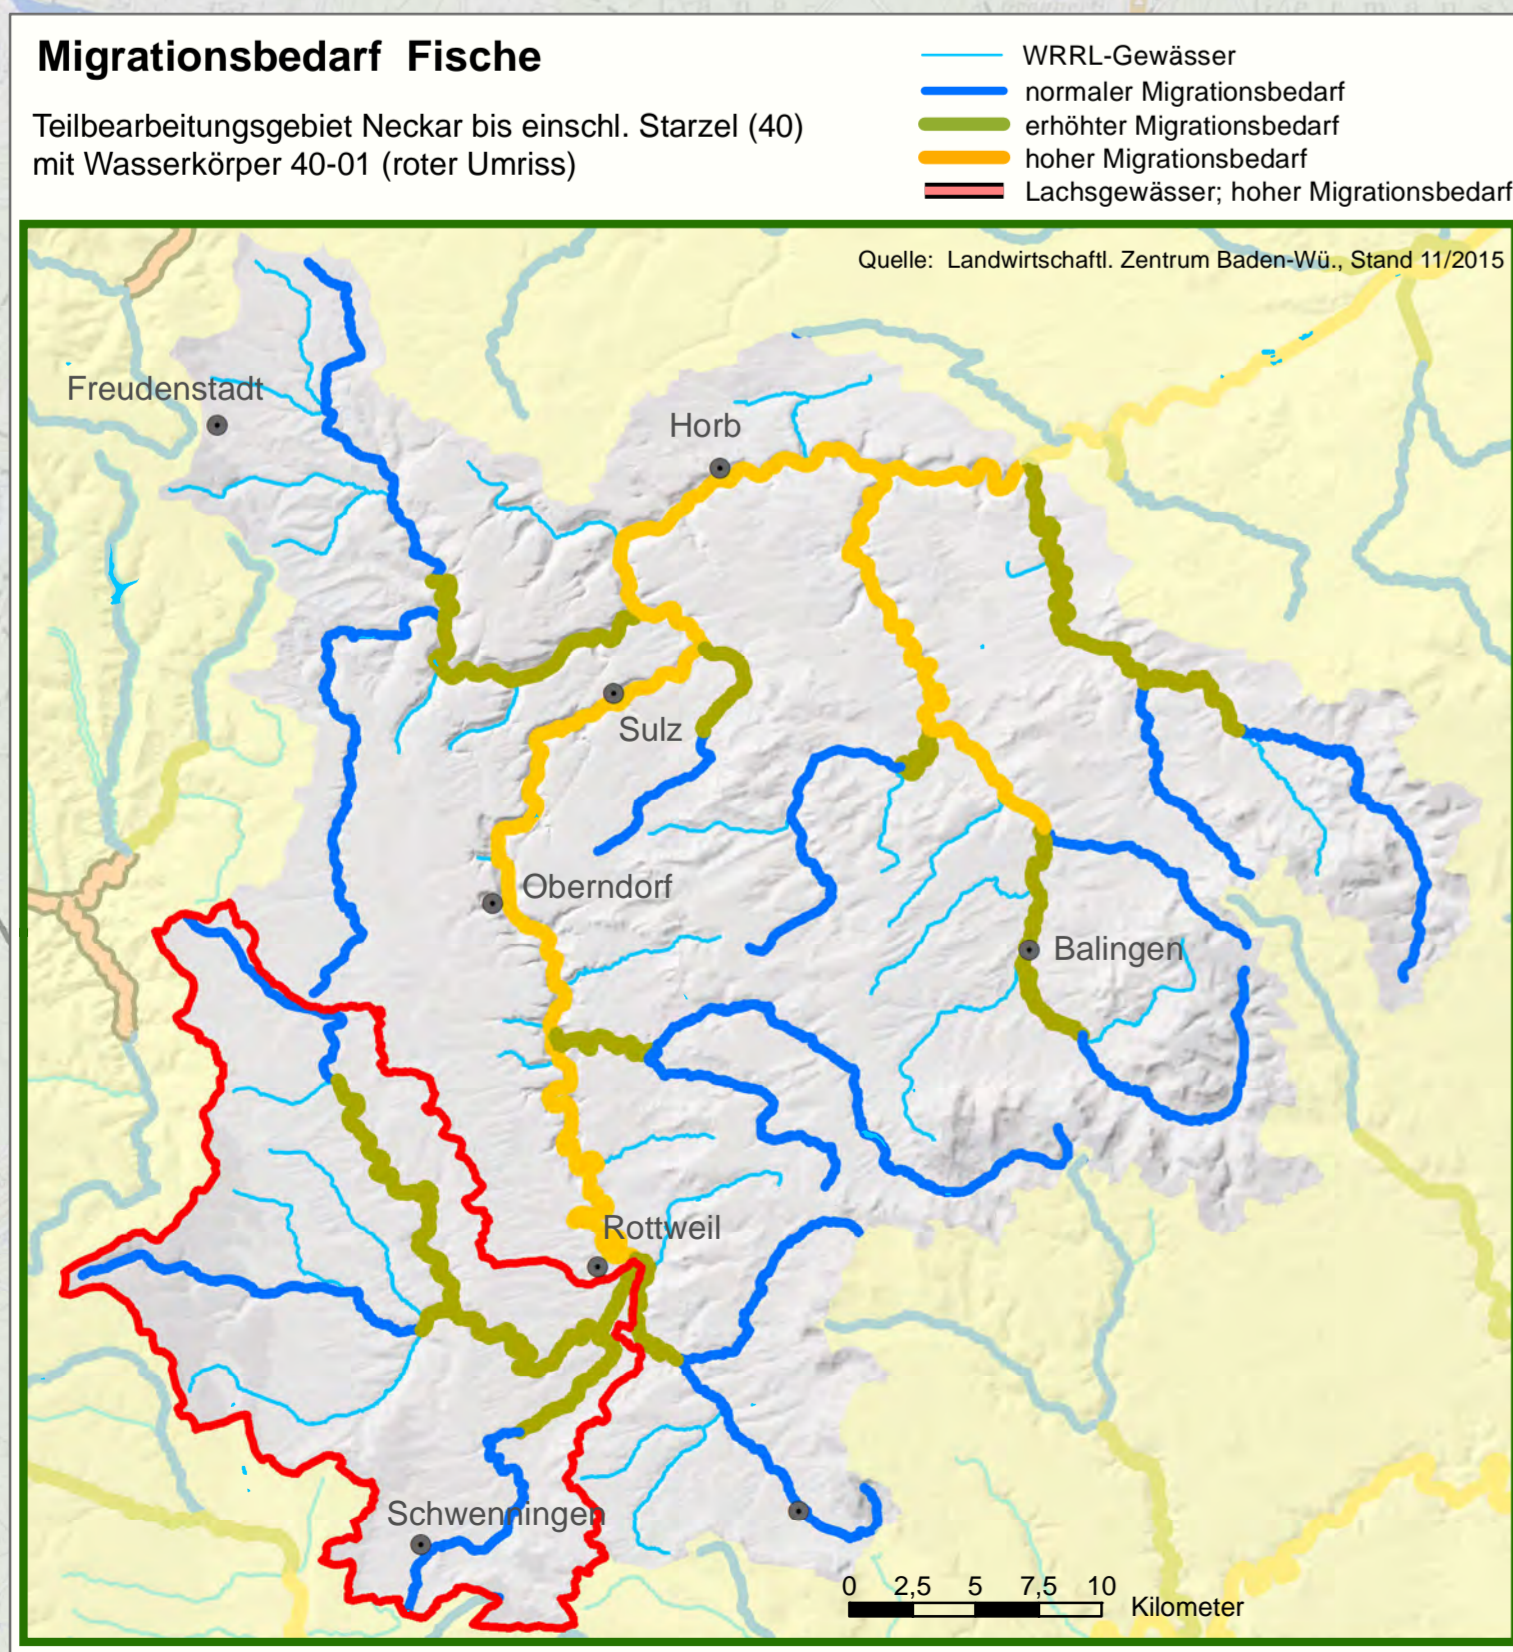 Migrationsbedarf Fische
Teilbearbeitungsgebiet Neckar bis einschl. Starzel (40)
mit Wasserkörper 40-01 (roter Umriss)
WRRL-Gewässer
normaler Migrationsbedarf
erhöhter Migrationsbedarf
hoher Migrationsbedarf
Lachsgewässer; hoher Migrationsbedarf
Quelle: Landwirtschaftl. Zentrum Baden-Wü., Stand 11/2015
Freudenstadt
Horb
Sulz
Oberndorf
Balingen
Rottweil
Schwenningen
0 2,5 5 7,5 10
Kilometer